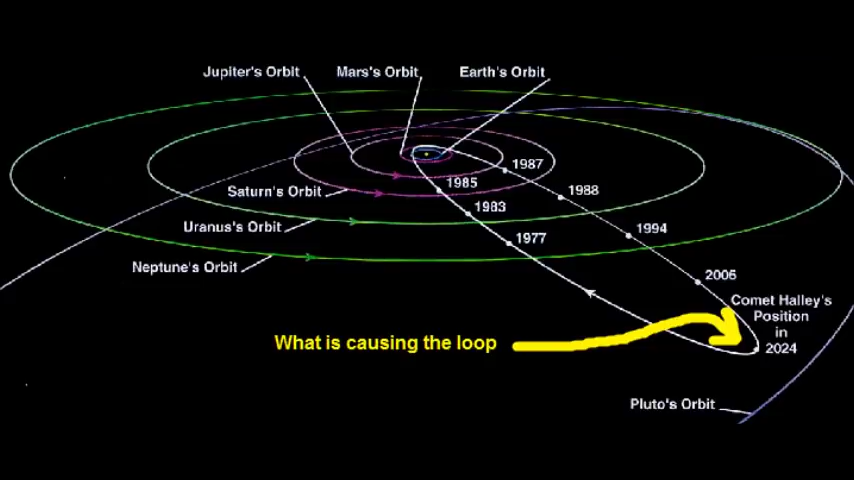 Jupiter's Orbit
Mars's Orbit
Earth's Orbit
1987
1985
1988
Saturn's Orbit
1983
Uranus's Orbit
1994
1977
Neptune's Orbit
2005
Comet Halley's
Position
in
2024
What is causing the loop
Pluto's Orbit